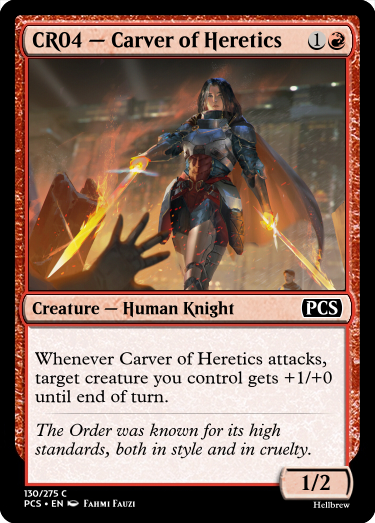 CR04 — Carver of Heretics 1
Creature — Human Knight PCS
Whenever Carver of Heretics attacks,
target creature you control gets +1/+0
until end of turn.
The Order was known for its high
standards, both in style and in cruelty.
1/2
130/275 C
PCS • EN Fahmi Fauzi
Hellbrew